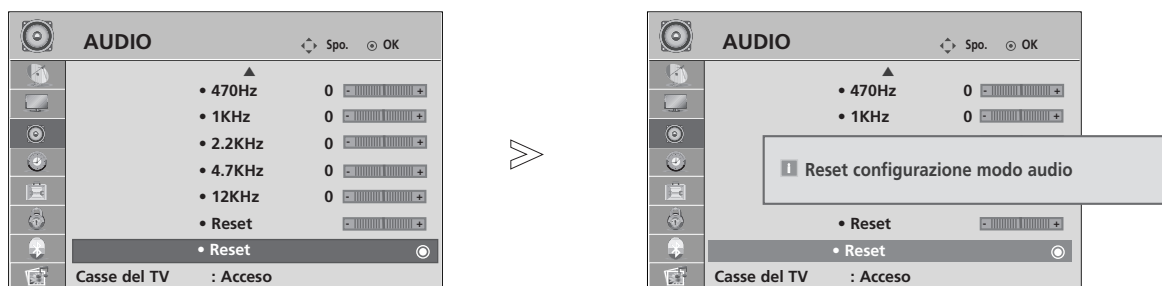 AUDIO Spo. OK
• 470Hz 0 - +
• 1KHz 0 - +
• 2.2KHz 0 - +
• 4.7KHz 0 - +
• 12KHz 0 - +
• Reset - +
• Reset
Casse del TV : Acceso
AUDIO Spo. OK
• 470Hz 0 - +
• 1KHz 0 - +
Reset configurazione modo audio
• Reset - +
• Reset
Casse del TV : Acceso